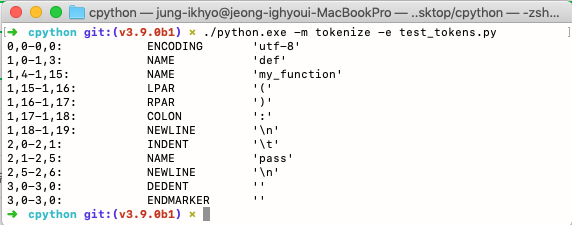 cpython — jung-ikhyo@jeong-ighyoui-MacBookPro — ..sktop/cpython — -zsh...
[➜  cpython git:(v3.9.0b1) ✗ ./python.exe -m tokenize -e test_tokens.py ]
0,0-0,0:            ENCODING       'utf-8'
1,0-1,3:            NAME           'def'
1,4-1,15:           NAME           'my_function'
1,15-1,16:          LPAR           '('
1,16-1,17:          RPAR           ')'
1,17-1,18:          COLON          ':'
1,18-1,19:          NEWLINE        '\n'
2,0-2,1:            INDENT         '\t'
2,1-2,5:            NAME           'pass'
2,5-2,6:            NEWLINE        '\n'
3,0-3,0:            DEDENT         ''
3,0-3,0:            ENDMARKER      ''
➜  cpython git:(v3.9.0b1) ✗